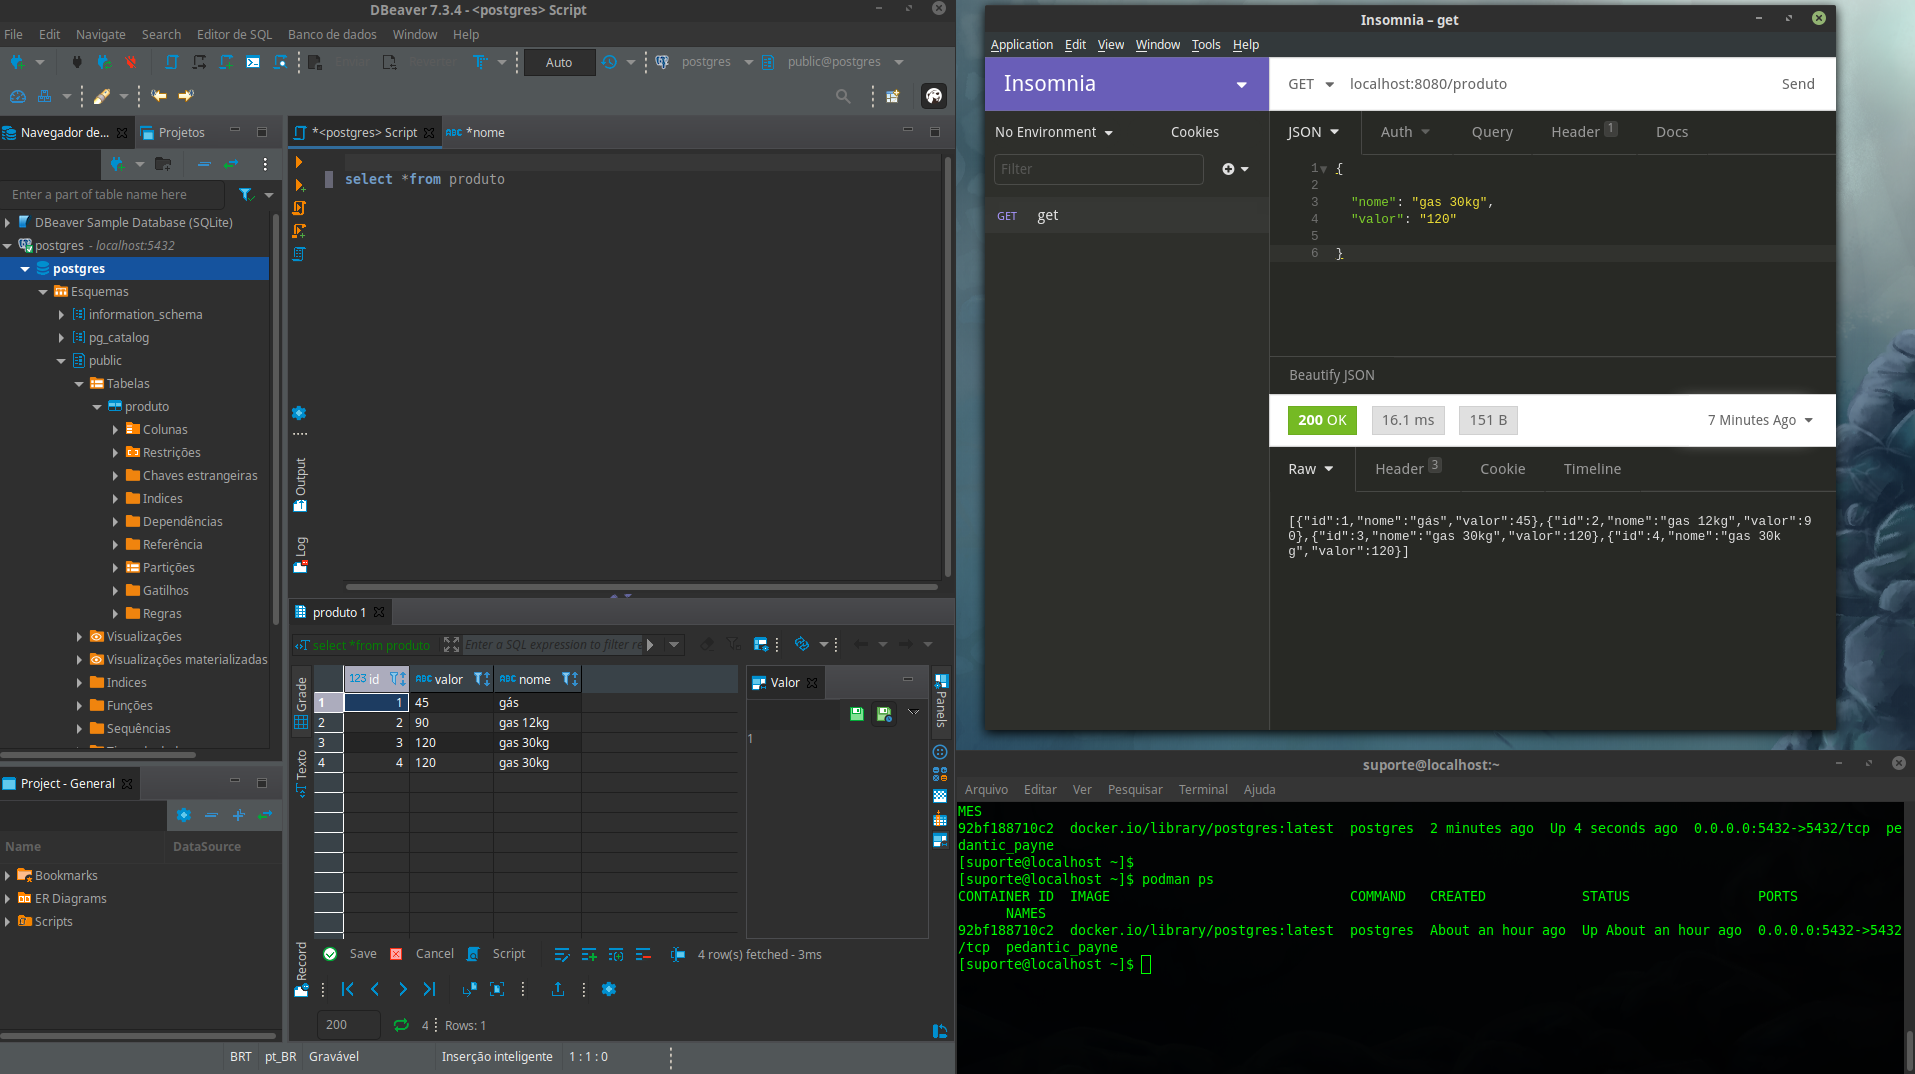 DBeaver 7.3.4 - <postgres> Script
File Edit Navigate Search Editor de SQL Banco de dados Window Help
Auto postgres public@postgres
Navegador de... Projetos
Enter a part of table name here
DBeaver Sample Database (SQLite)
postgres - localhost:5432
postgres
Esquemas
information_schema
pg_catalog
public
Tabelas
produto
Colunas
Restrições
Chaves estrangeiras
Indices
Dependências
Referência
Partições
Gatilhos
Regras
Visualizações
Visualizações materializadas
Indices
Funções
Sequências
Project - General
Name DataSource
Bookmarks
ER Diagrams
Scripts
*<postgres> Script *nome
select *from produto
Output
Log
produto 1
select *from produto Enter a SQL expression to filter re
Grade
Texto
Record
123 id ABC valor ABC nome
1 1 45 gás
2 2 90 gas 12kg
3 3 120 gas 30kg
4 4 120 gas 30kg
Valor
1
Panels
Save Cancel Script 4 row(s) fetched - 3ms
200 4 Rows: 1
BRT pt_BR Gravável Inserção inteligente 1 : 1 : 0
Insomnia – get
Application Edit View Window Tools Help
Insomnia
GET localhost:8080/produto Send
No Environment Cookies
Filter
GET get
JSON Auth Query Header 1 Docs
1 {
2
3 "nome": "gas 30kg",
4 "valor": "120"
5
6 }
Beautify JSON
200 OK 16.1 ms 151 B 7 Minutes Ago
Raw Header 3 Cookie Timeline
[{"id":1,"nome":"gás","valor":45},{"id":2,"nome":"gas 12kg","valor":9
0},{"id":3,"nome":"gas 30kg","valor":120},{"id":4,"nome":"gas 30k
g","valor":120}]
suporte@localhost:~
Arquivo Editar Ver Pesquisar Terminal Ajuda
MES
92bf188710c2 docker.io/library/postgres:latest postgres 2 minutes ago Up 4 seconds ago 0.0.0.0:5432->5432/tcp pe
dantic_payne
[suporte@localhost ~]$
[suporte@localhost ~]$ podman ps
CONTAINER ID IMAGE COMMAND CREATED STATUS PORTS
NAMES
92bf188710c2 docker.io/library/postgres:latest postgres About an hour ago Up About an hour ago 0.0.0.0:5432->5432
/tcp pedantic_payne
[suporte@localhost ~]$